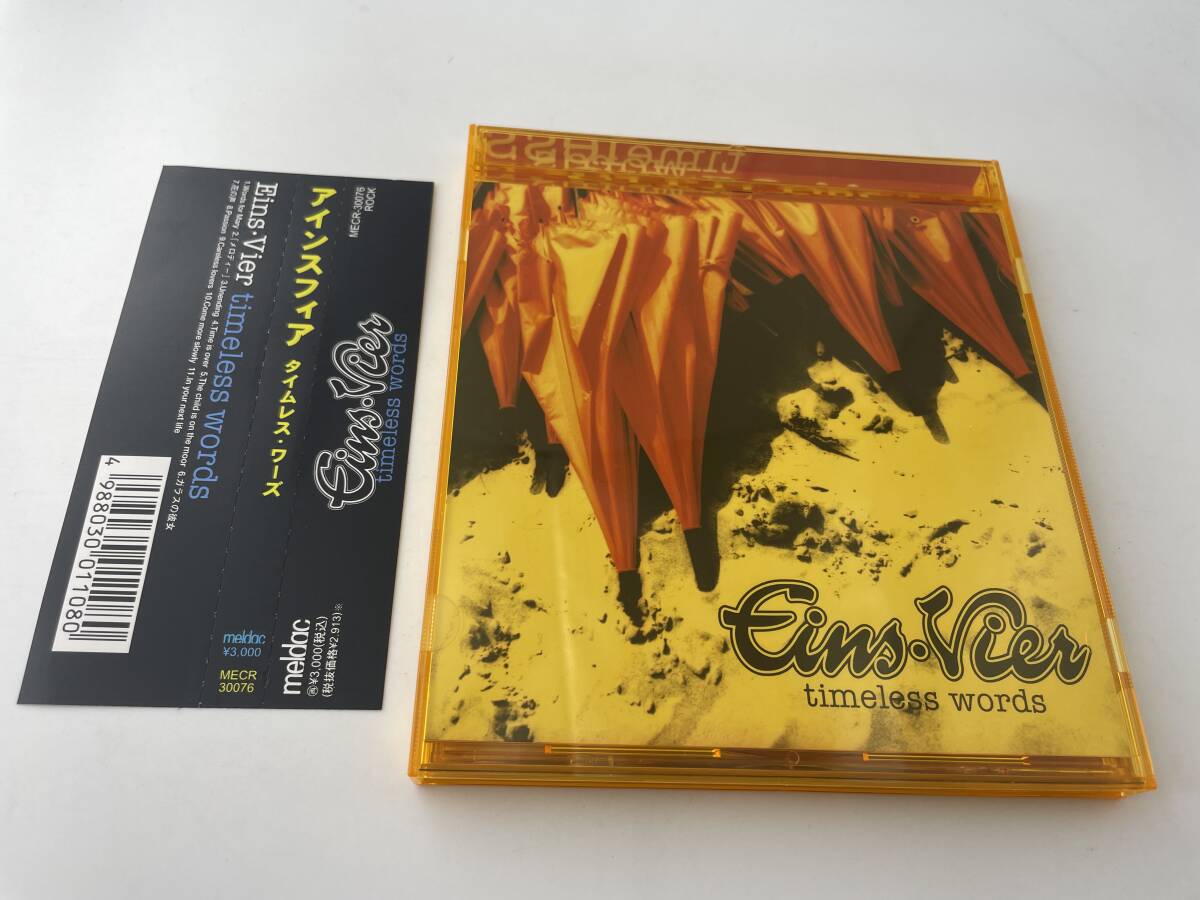 Eins・Vier timeless words
1.Words for Mary 2.「メロディー」 3.Unending 4.Time is over 5.The child is on the moor 6.ガラスの彼女
7.花の声 8.Passion 9.Careless lovers 10.Come more slowly 11.In your next life
4 988030 011080
meldac
¥3,000
MECR
30076
アインスフィア タイムレス・ワーズ
MECR-30076
ROCK
Eins・Vier
timeless words
meldac
¥3,000(税込)
(税抜価格¥2,913)※
timeless
Eins・Vier
timeless words